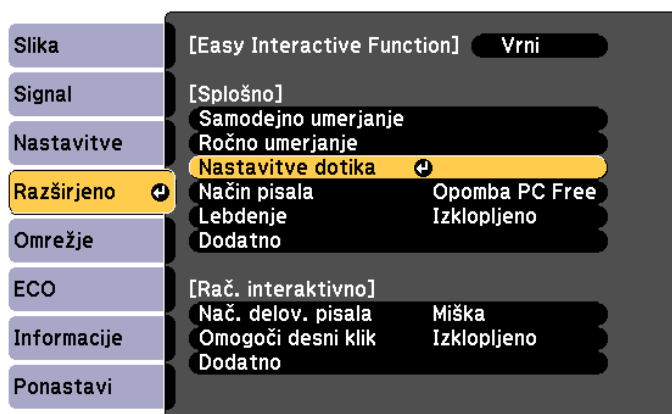 Slika
Signal
Nastavitve
Razširjeno
Omrežje
ECO
Informacije
Ponastavi
[Easy Interactive Function] Vrni
[Splošno]
Samodejno umerjanje
Ročno umerjanje
Nastavitve dotika
Način pisala Opomba PC Free
Lebdenje Izklopljeno
Dodatno
[Rač. interaktivno]
Nač. delov. pisala Miška
Omogoči desni klik Izklopljeno
Dodatno